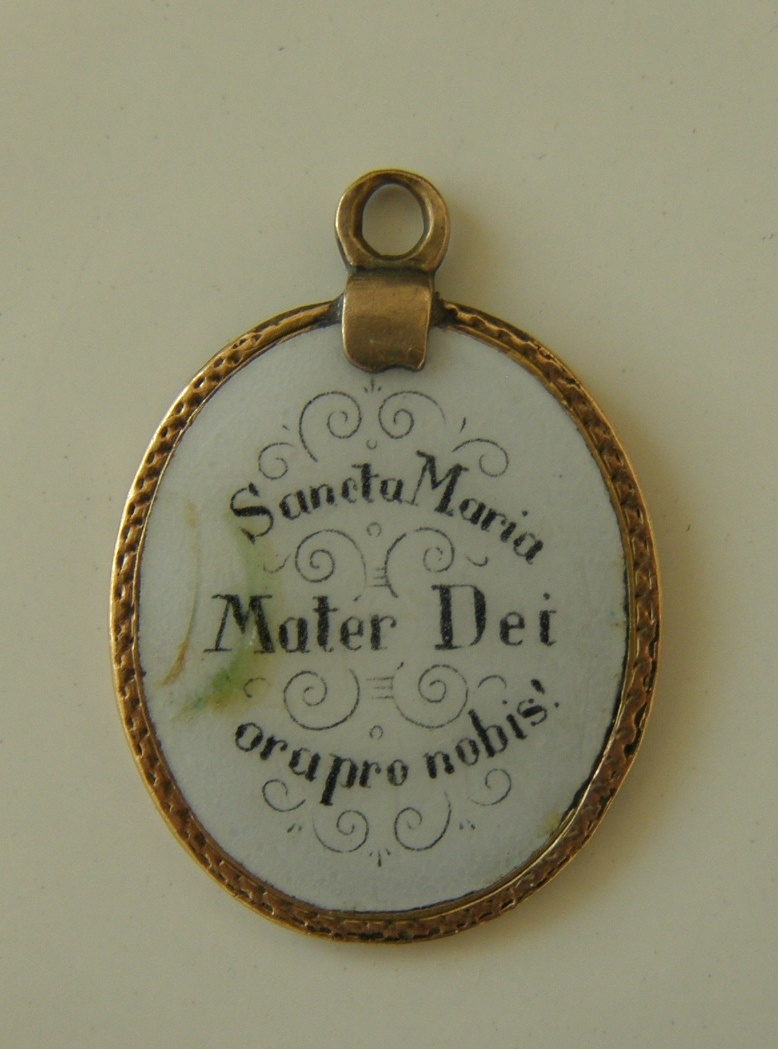 Sancta Maria
Mater Dei
ora pro nobis!